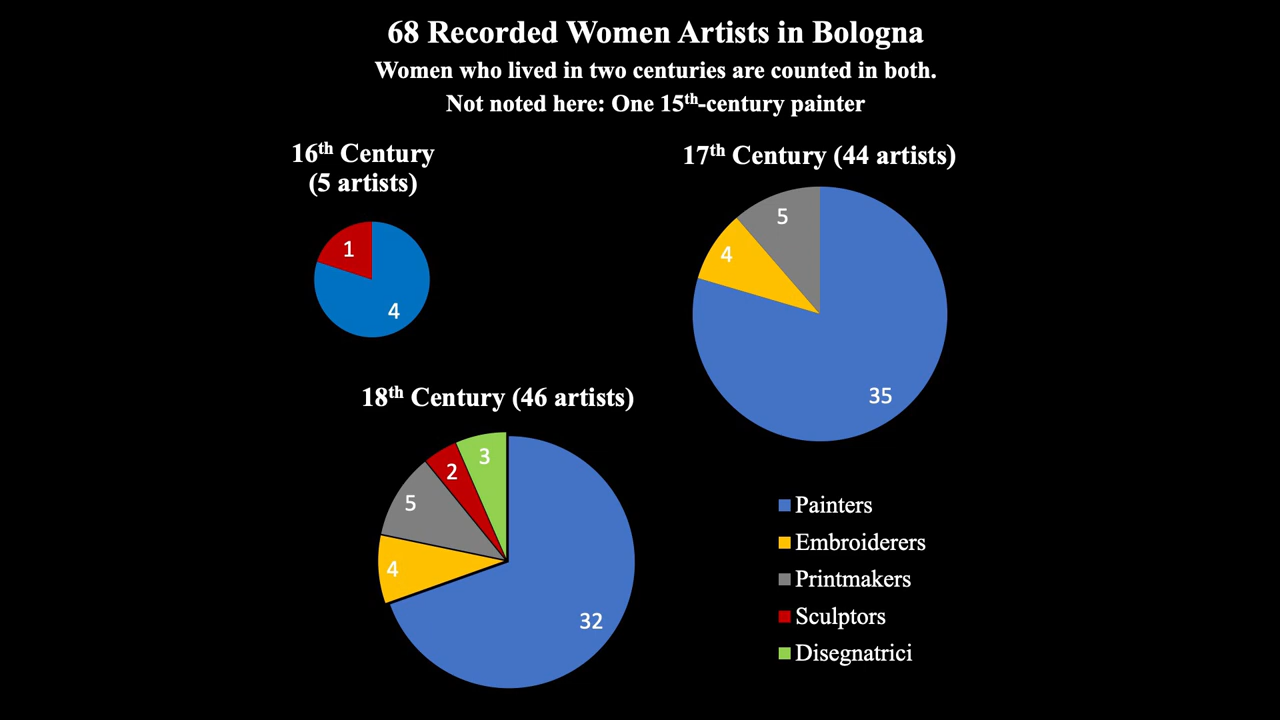 68 Recorded Women Artists in Bologna
Women who lived in two centuries are counted in both.
Not noted here: One 15th-century painter
16th Century
(5 artists)
1
4
17th Century (44 artists)
5
4
35
18th Century (46 artists)
3
2
5
4
32
Painters
Embroiderers
Printmakers
Sculptors
Disegnatrici